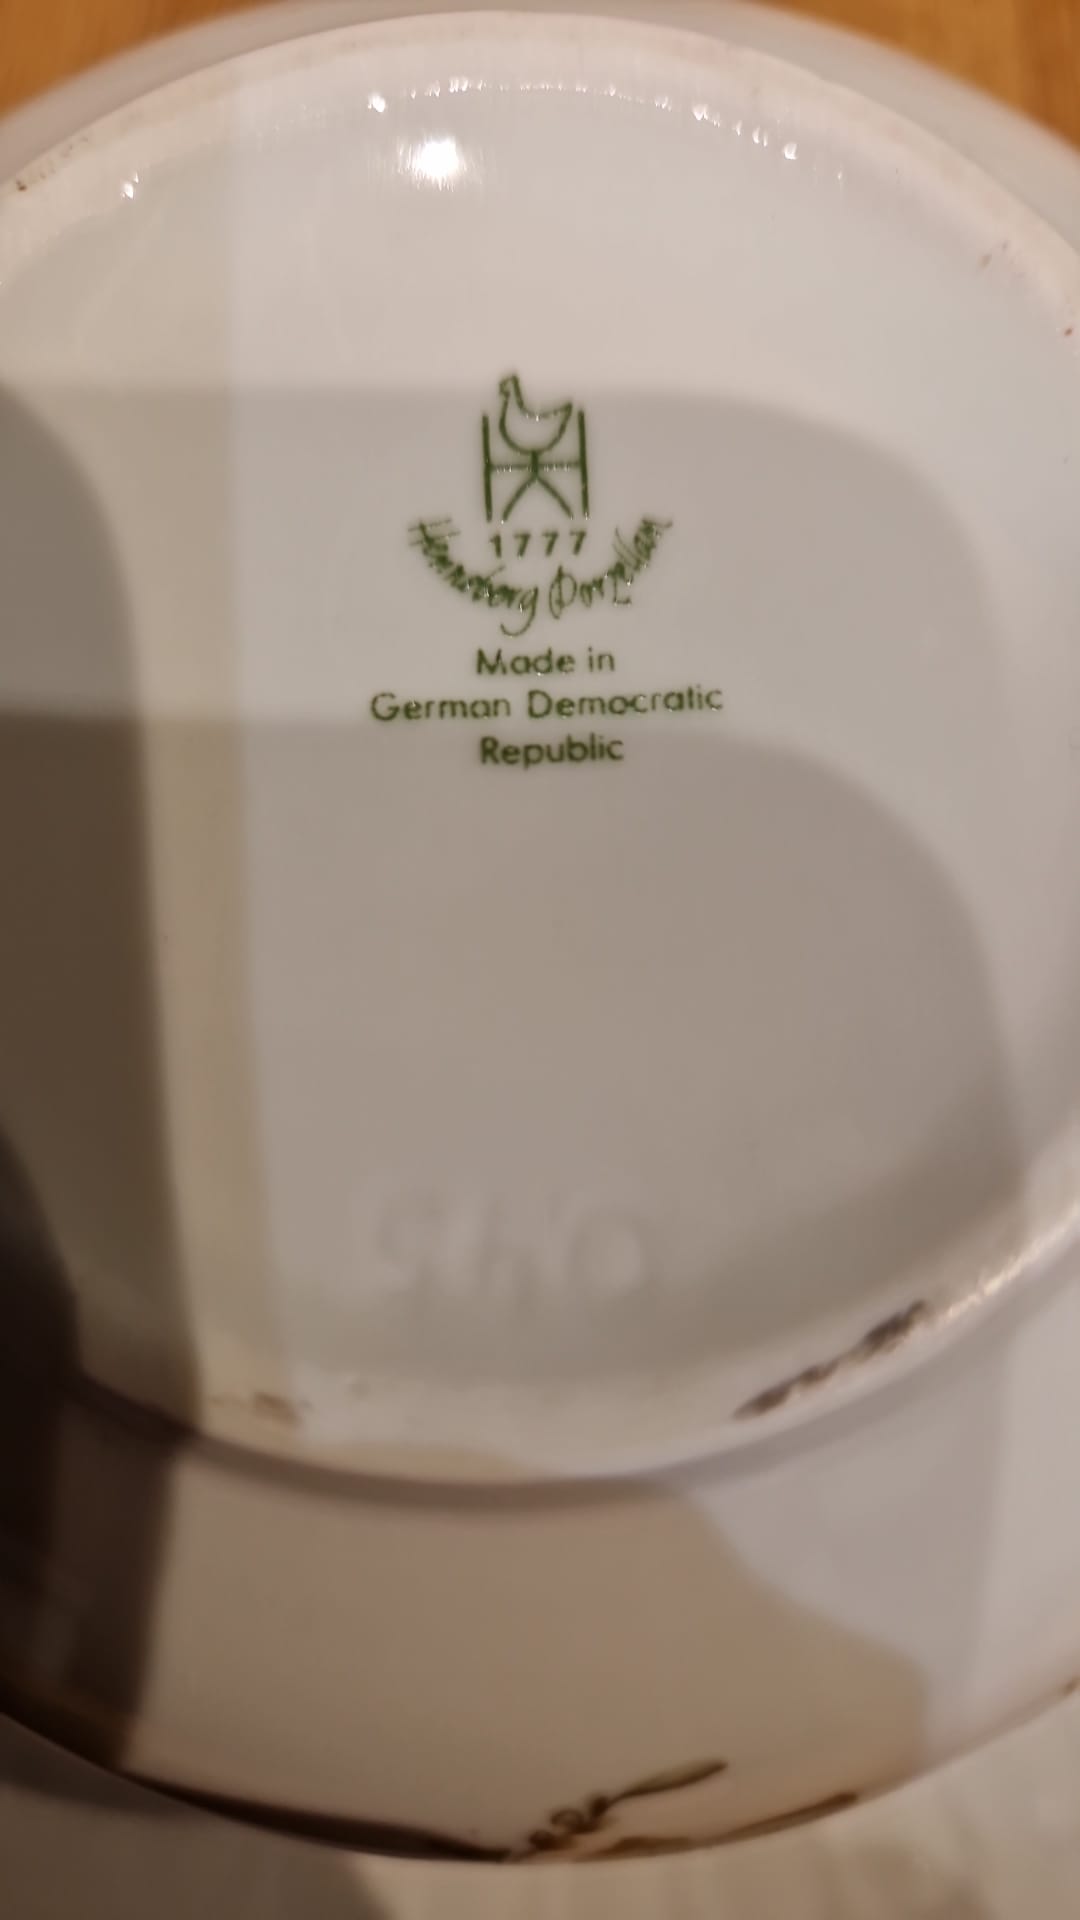 1777
Henneberg Porzellan
Made in
German Democratic
Republic